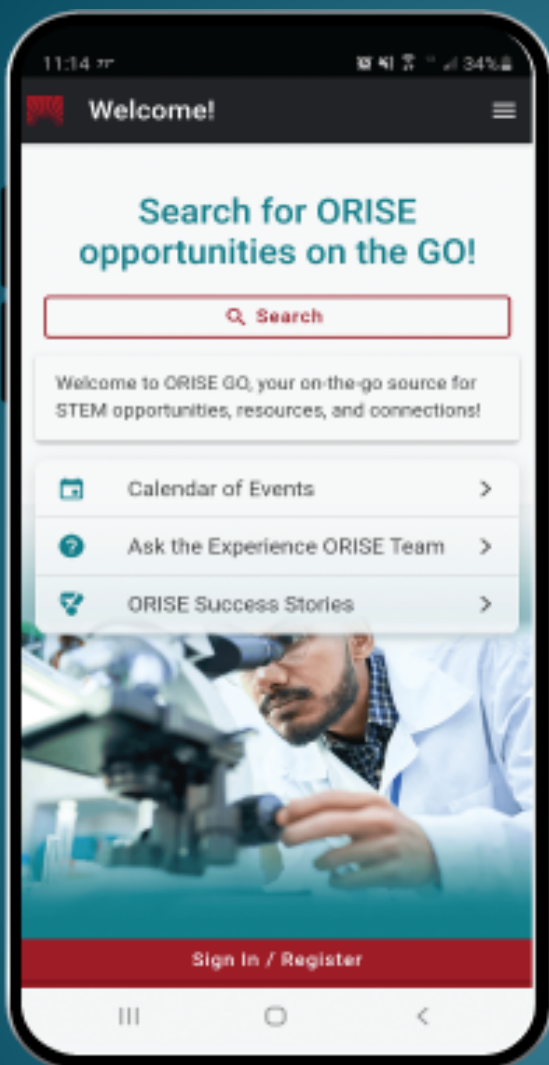 11:14
34%
Welcome!
Search for ORISE
opportunities on the GO!
Search
Welcome to ORISE GO, your on-the-go source for
STEM opportunities, resources, and connections!
Calendar of Events
Ask the Experience ORISE Team
ORISE Success Stories
Sign In / Register